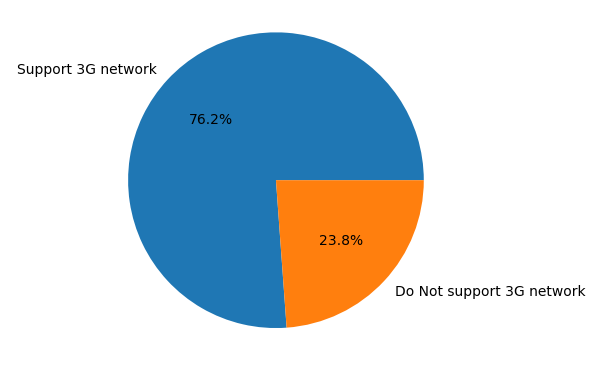 Support 3G network
76.2%
23.8%
Do Not support 3G network